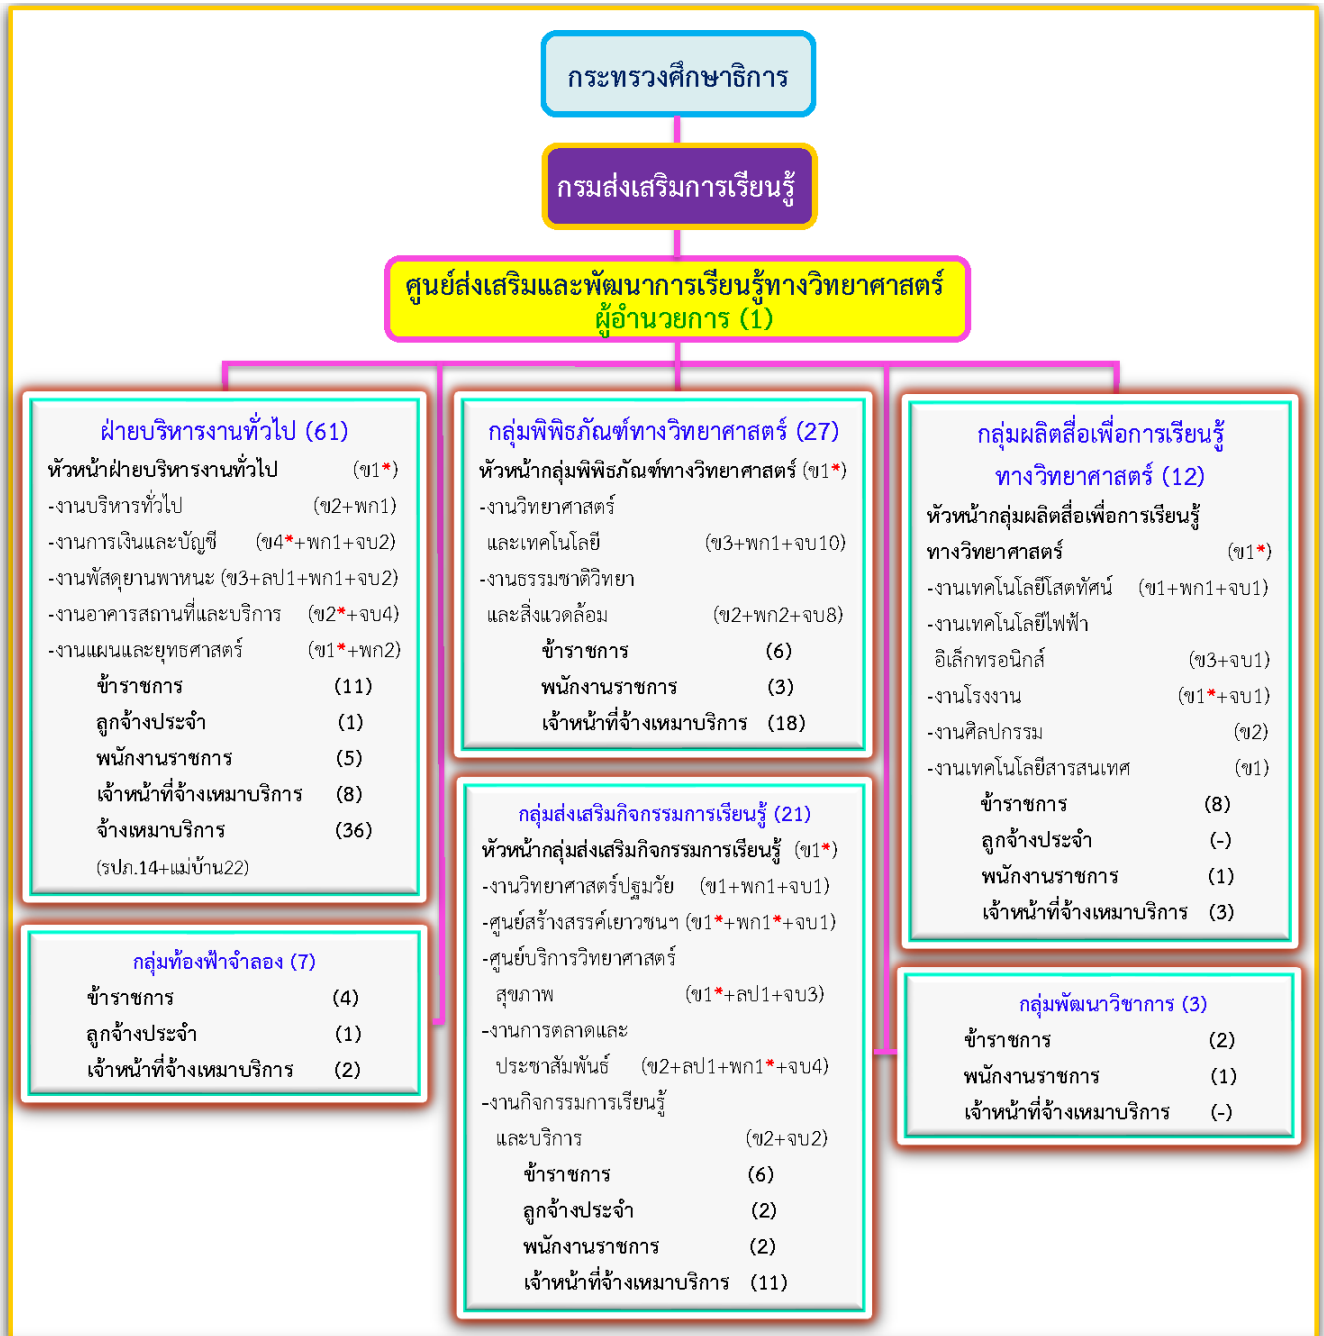 กระทรวงศึกษาธิการ
กรมส่งเสริมการเรียนรู้
ศูนย์ส่งเสริมและพัฒนาการเรียนรู้ทางวิทยาศาสตร์
ผู้อำนวยการ (1)
ฝ่ายบริหารงานทั่วไป (61)
หัวหน้าฝ่ายบริหารงานทั่วไป (ข1*)
-งานบริหารทั่วไป (ข2+พก1)
-งานการเงินและบัญชี (ข4*+พก1+จบ2)
-งานพัสดุยานพาหนะ (ข3+ลป1+พก1+จบ2)
-งานอาคารสถานที่และบริการ (ข2*+จบ4)
-งานแผนและยุทธศาสตร์ (ข1*+พก2)
ข้าราชการ (11)
ลูกจ้างประจำ (1)
พนักงานราชการ (5)
เจ้าหน้าที่จ้างเหมาบริการ (8)
จ้างเหมาบริการ (36)
(รปภ.14+แม่บ้าน22)
กลุ่มท้องฟ้าจำลอง (7)
ข้าราชการ (4)
ลูกจ้างประจำ (1)
เจ้าหน้าที่จ้างเหมาบริการ (2)
กลุ่มพิพิธภัณฑ์ทางวิทยาศาสตร์ (27)
หัวหน้ากลุ่มพิพิธภัณฑ์ทางวิทยาศาสตร์ (ข1*)
-งานวิทยาศาสตร์
และเทคโนโลยี (ข3+พก1+จบ10)
-งานธรรมชาติวิทยา
และสิ่งแวดล้อม (ข2+พก2+จบ8)
ข้าราชการ (6)
พนักงานราชการ (3)
เจ้าหน้าที่จ้างเหมาบริการ (18)
กลุ่มส่งเสริมกิจกรรมการเรียนรู้ (21)
หัวหน้ากลุ่มส่งเสริมกิจกรรมการเรียนรู้ (ข1*)
-งานวิทยาศาสตร์ปฐมวัย (ข1+พก1+จบ1)
-ศูนย์สร้างสรรค์เยาวชนฯ (ข1*+พก1*+จบ1)
-ศูนย์บริการวิทยาศาสตร์
สุขภาพ (ข1*+ลป1+จบ3)
-งานการตลาดและ
ประชาสัมพันธ์ (ข2+ลป1+พก1*+จบ4)
-งานกิจกรรมการเรียนรู้
และบริการ (ข2+จบ2)
ข้าราชการ (6)
ลูกจ้างประจำ (2)
พนักงานราชการ (2)
เจ้าหน้าที่จ้างเหมาบริการ (11)
กลุ่มผลิตสื่อเพื่อการเรียนรู้
ทางวิทยาศาสตร์ (12)
หัวหน้ากลุ่มผลิตสื่อเพื่อการเรียนรู้
ทางวิทยาศาสตร์ (ข1*)
-งานเทคโนโลยีโสตทัศน์ (ข1+พก1+จบ1)
-งานเทคโนโลยีไฟฟ้า
อิเล็กทรอนิกส์ (ข3+จบ1)
-งานโรงงาน (ข1*+จบ1)
-งานศิลปกรรม (ข2)
-งานเทคโนโลยีสารสนเทศ (ข1)
ข้าราชการ (8)
ลูกจ้างประจำ (-)
พนักงานราชการ (1)
เจ้าหน้าที่จ้างเหมาบริการ (3)
กลุ่มพัฒนาวิชาการ (3)
ข้าราชการ (2)
พนักงานราชการ (1)
เจ้าหน้าที่จ้างเหมาบริการ (-)